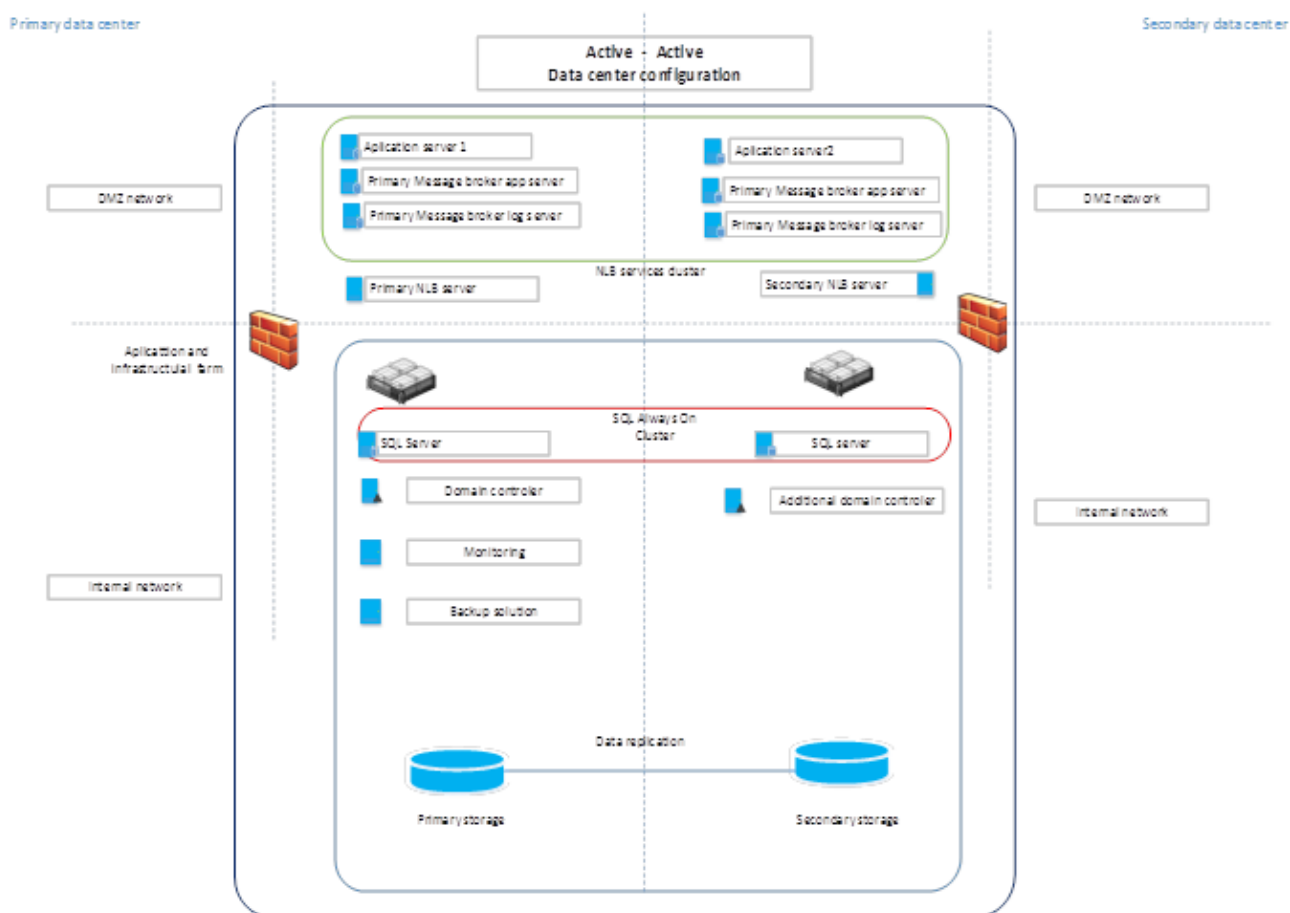 Primary data center
Secondary data center
Active - Active
Data center configuration
Aplication server 1
Aplication server2
Primary Message broker app server
Primary Message broker app server
DMZ network
DMZ network
Primary Message broker log server
Primary Message broker log server
NLB services cluster
Primary NLB server
Secondary NLB server
Aplicattion and
infrastructual farm
SQL Always On
Cluster
SQL Server
SQL server
Domain controler
Additional domain controler
Internal network
Monitoring
Internal network
Backup solution
Data replication
Primary storage
Secondary storage